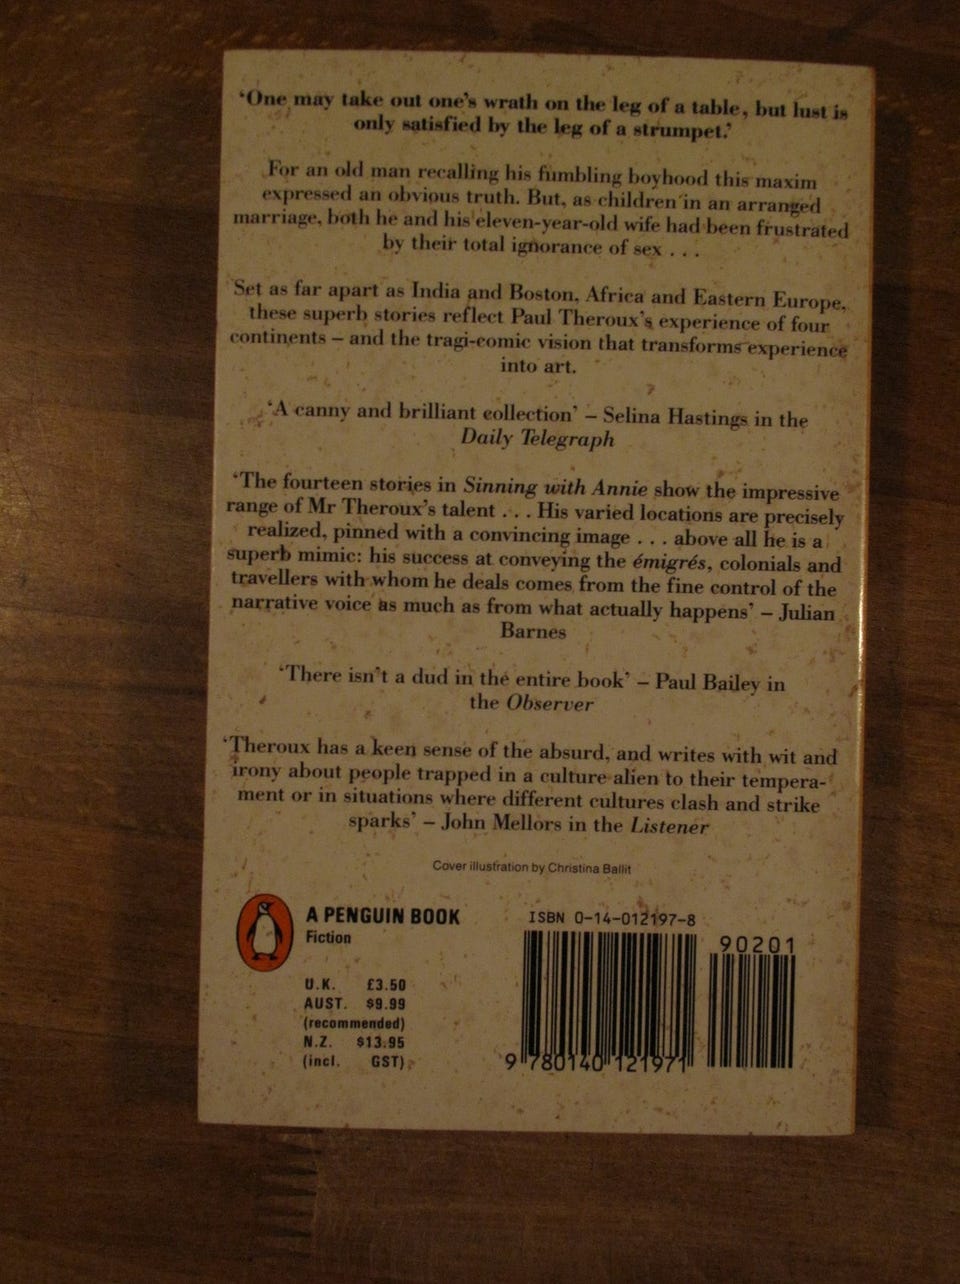 ‘One may take out one’s wrath on the leg of a table, but lust is
only satisfied by the leg of a strumpet.’
For an old man recalling his fumbling boyhood this maxim
expressed an obvious truth. But, as children in an arranged
marriage, both he and his eleven-year-old wife had been frustrated
by their total ignorance of sex . . .
Set as far apart as India and Boston, Africa and Eastern Europe,
these superb stories reflect Paul Theroux’s experience of four
continents – and the tragi-comic vision that transforms experience
into art.
‘A canny and brilliant collection’ – Selina Hastings in the
Daily Telegraph
‘The fourteen stories in Sinning with Annie show the impressive
range of Mr Theroux’s talent . . . His varied locations are precisely
realized, pinned with a convincing image . . . above all he is a
superb mimic: his success at conveying the émigrés, colonials and
travellers with whom he deals comes from the fine control of the
narrative voice as much as from what actually happens’ – Julian
Barnes
‘There isn’t a dud in the entire book’ – Paul Bailey in
the Observer
‘Theroux has a keen sense of the absurd, and writes with wit and
irony about people trapped in a culture alien to their tempera-
ment or in situations where different cultures clash and strike
sparks’ – John Mellors in the Listener
Cover illustration by Christina Ballit
A PENGUIN BOOK
Fiction
U.K. £3.50
AUST. $9.99
(recommended)
N.Z. $13.95
(incl. GST)
ISBN 0-14-012197-8
90201
9 780140 121971